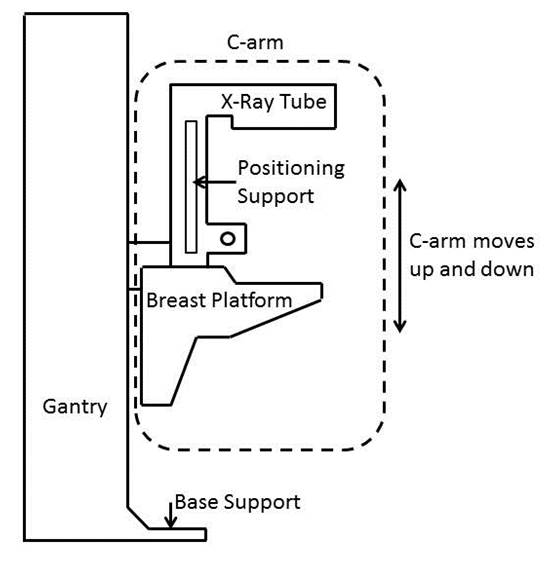 C-arm
X-Ray Tube
Positioning
Support
C-arm moves
up and down
Breast Platform
Gantry
Base Support